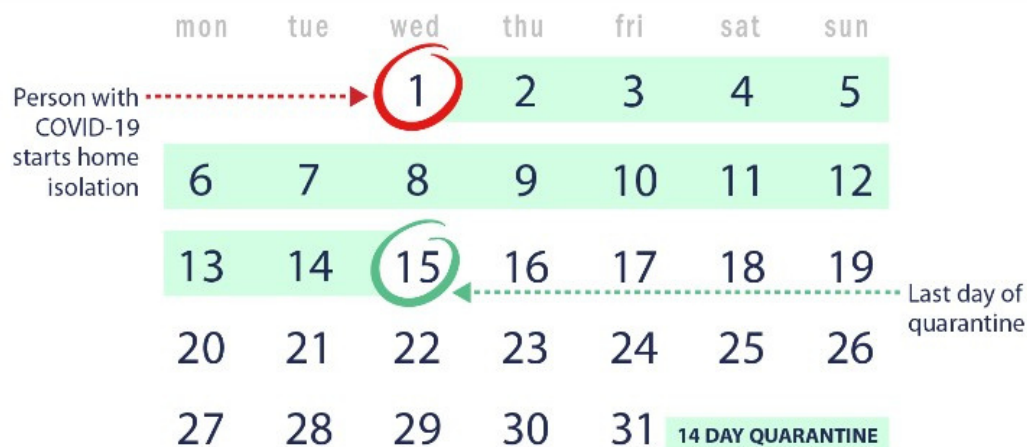 mon tue wed thu fri sat sun
Person with
COVID-19
starts home
isolation
1 2 3 4 5
6 7 8 9 10 11 12
13 14 15 16 17 18 19
Last day of
quarantine
20 21 22 23 24 25 26
27 28 29 30 31
14 DAY QUARANTINE